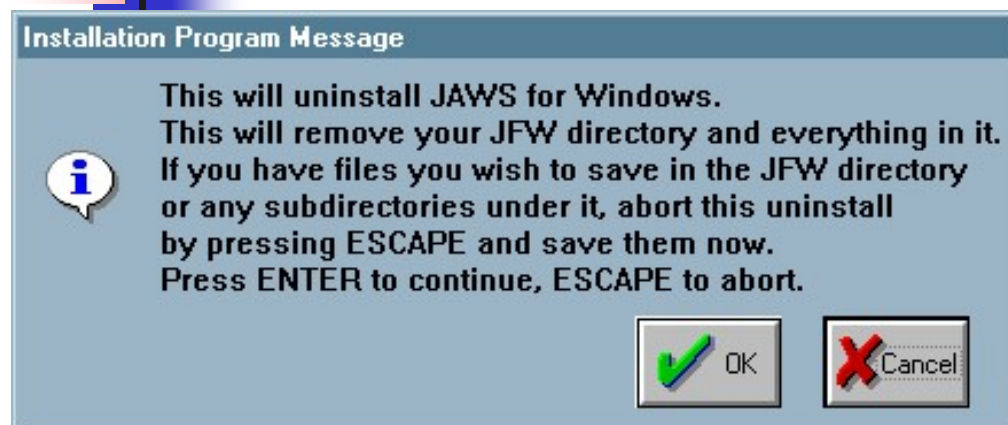 Installation Program Message
This will uninstall JAWS for Windows.
This will remove your JFW directory and everything in it.
If you have files you wish to save in the JFW directory
or any subdirectories under it, abort this uninstall
by pressing ESCAPE and save them now.
Press ENTER to continue, ESCAPE to abort.
OK
Cancel